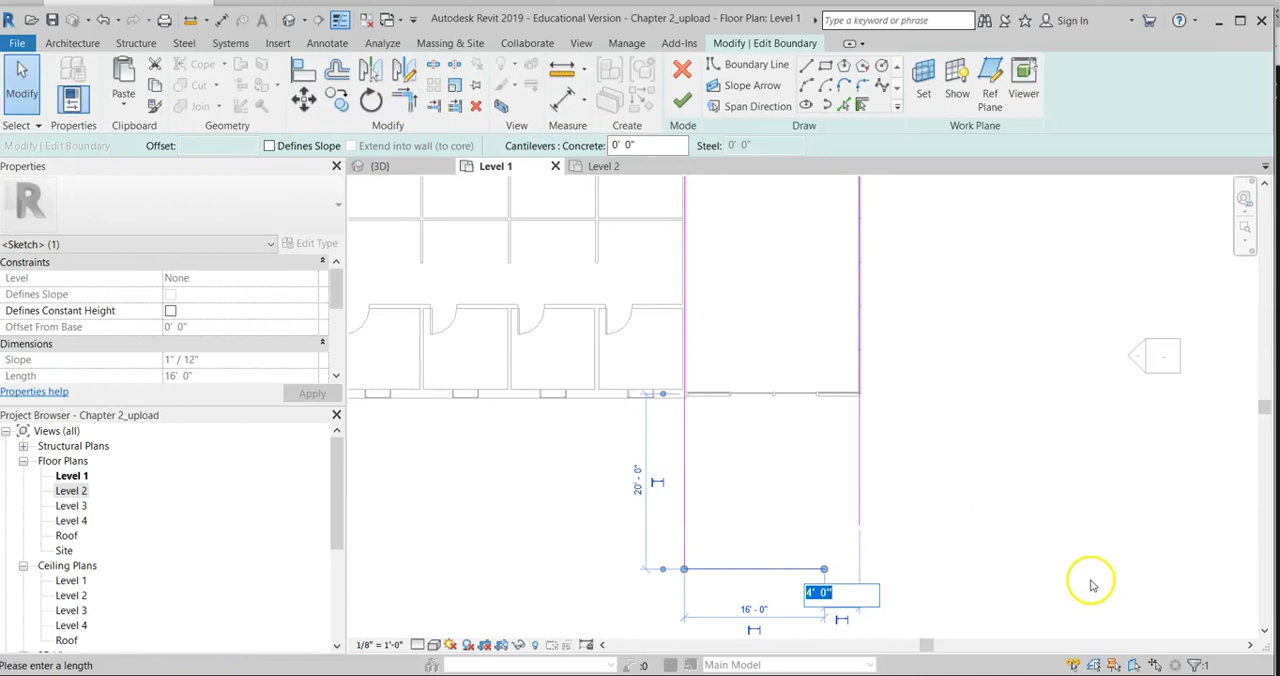 Autodesk Revit 2019 - Educational Version - Chapter 2_upload - Floor Plan: Level 1
Type a keyword or phrase
Sign In
File Architecture Structure Steel Systems Insert Annotate Analyze Massing & Site Collaborate View Manage Add-Ins Modify | Edit Boundary
Modify Paste Cope Cut Join Boundary Line Slope Arrow Span Direction Set Show Ref Plane Viewer
Select Properties Clipboard Geometry Modify View Measure Create Mode Draw Work Plane
Modify | Edit Boundary Offset: Defines Slope Extend into wall (to core) Cantilevers : Concrete: 0' 0" Steel: 0' 0"
Properties
{3D} Level 1 Level 2
R
<Sketch> (1) Edit Type
Constraints
Level None
Defines Slope
Defines Constant Height
Offset From Base 0' 0"
Dimensions
Slope 1" / 12"
Length 16' 0"
Properties help Apply
Project Browser - Chapter 2_upload
Views (all)
Structural Plans
Floor Plans
Level 1
Level 2
Level 3
Level 4
Roof
Site
Ceiling Plans
Level 1
Level 2
Level 3
Level 4
Roof
20' - 0"
4' 0"
16' - 0"
1/8" = 1'-0"
Please enter a length
:0
Main Model
:1